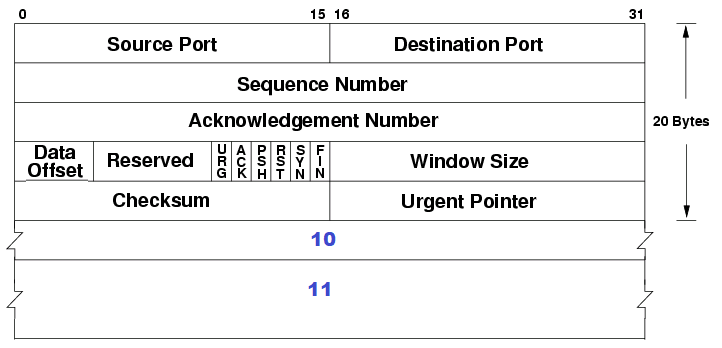 0 15 16 31
Source Port Destination Port
Sequence Number
Acknowledgement Number
20 Bytes
Data Offset Reserved URG ACK PSH RST SYN FIN Window Size
Checksum Urgent Pointer
10
11